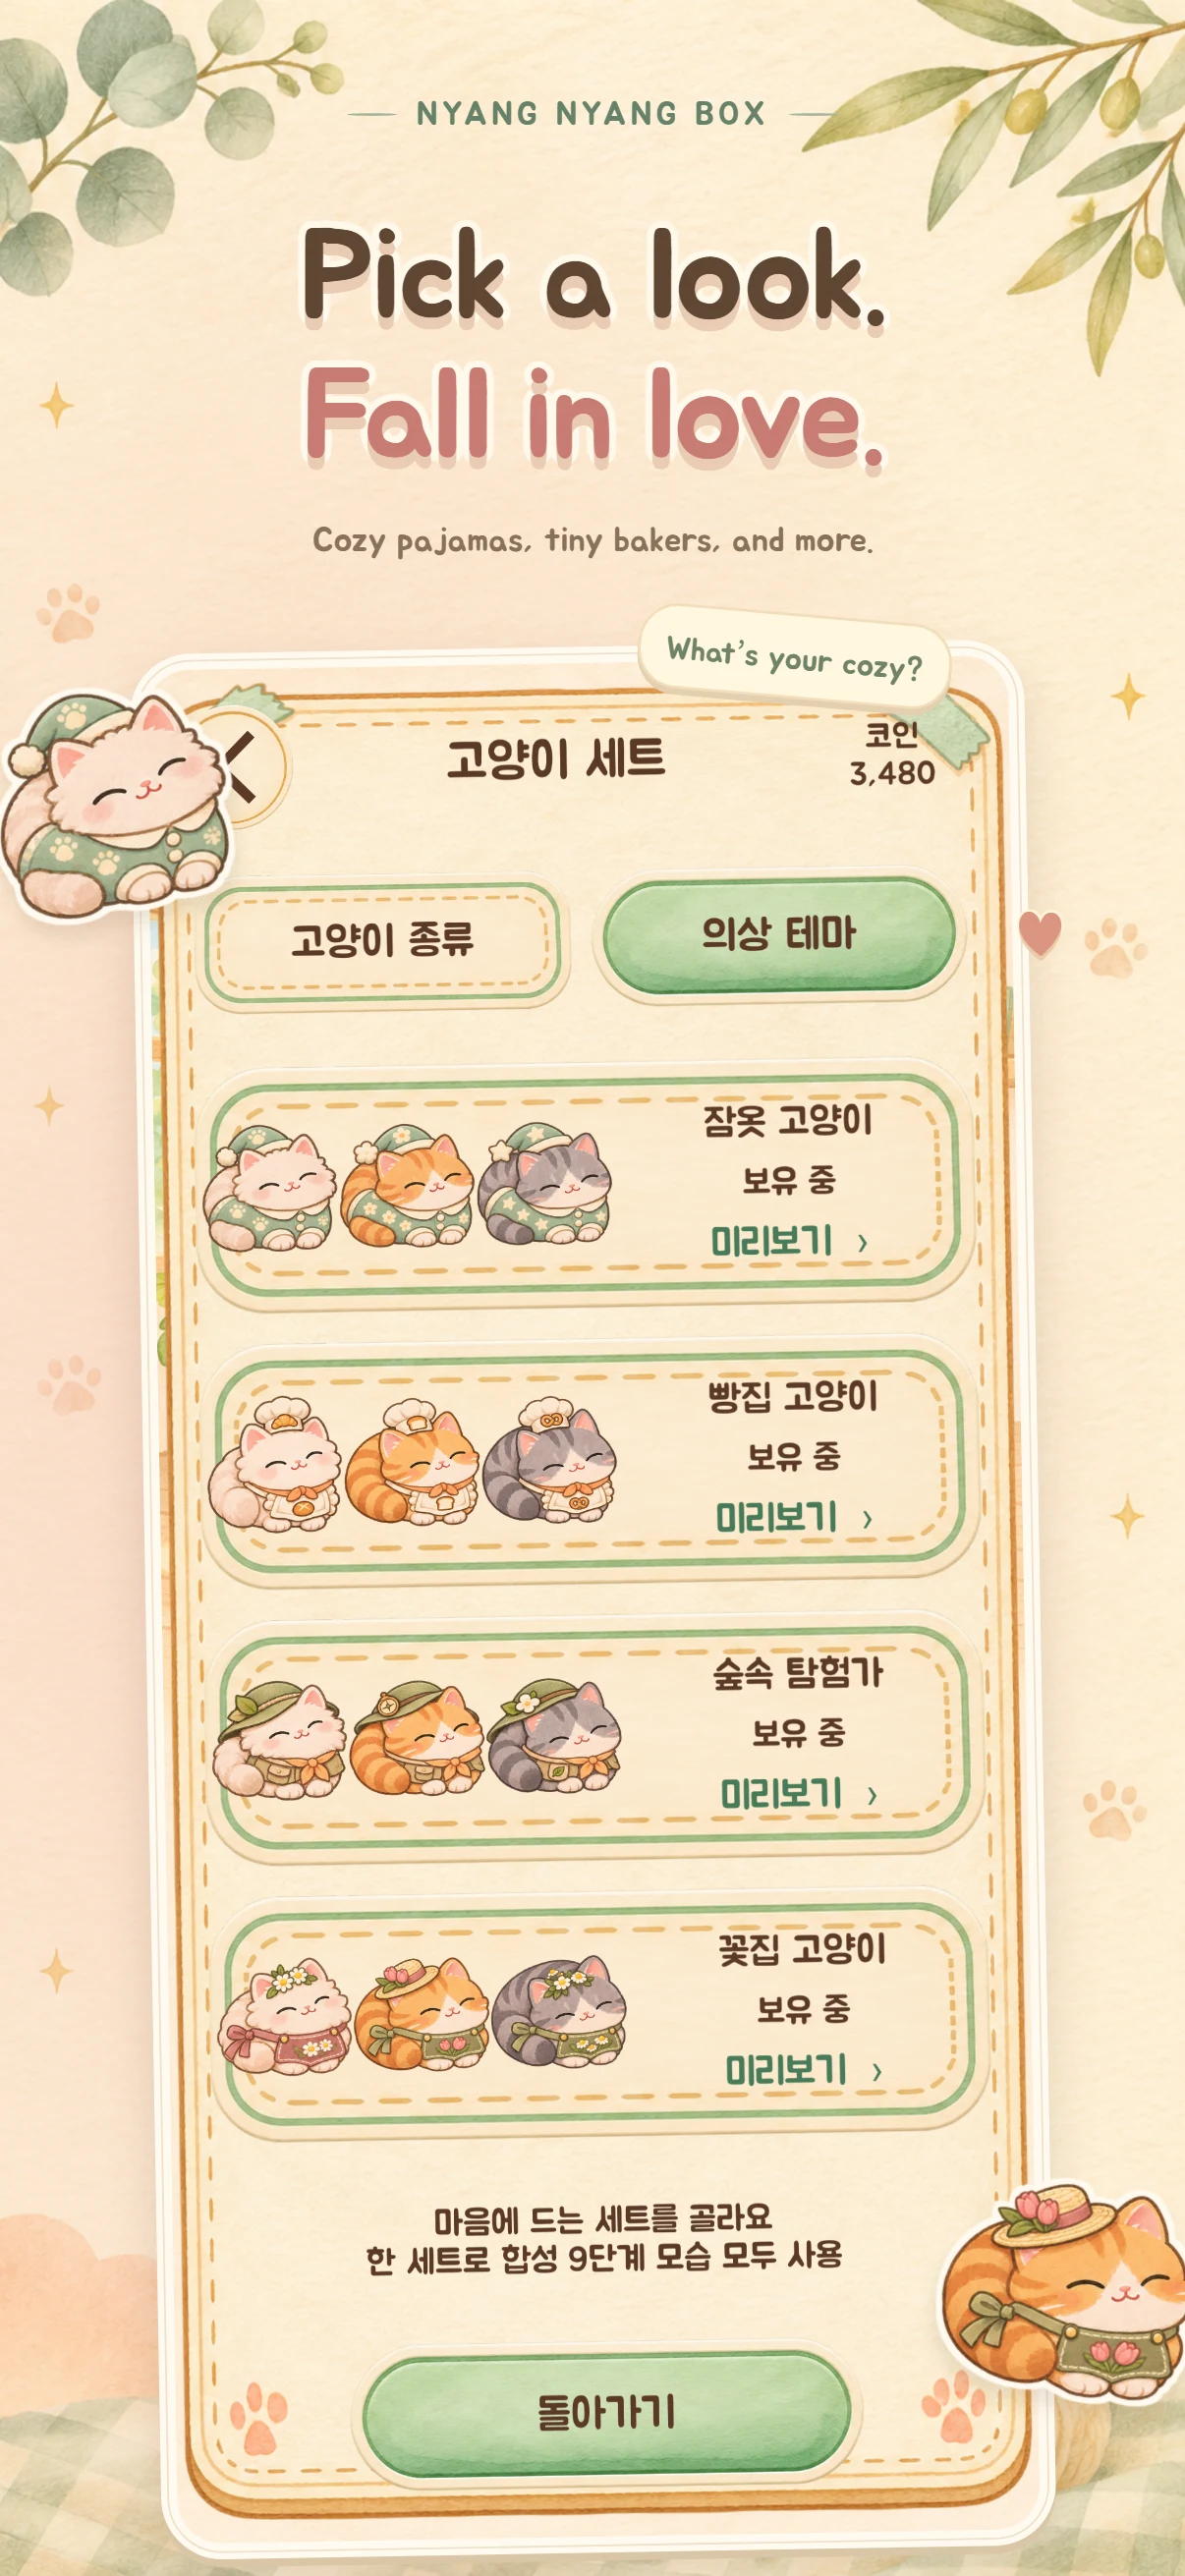 NYANG NYANG BOX
Pick a look.
Fall in love.
Cozy pajamas, tiny bakers, and more.
What's your cozy?
고양이 세트
코인
3,480
고양이 종류
의상 테마
잠옷 고양이
보유 중
미리보기 ›
빵집 고양이
보유 중
미리보기 ›
숲속 탐험가
보유 중
미리보기 ›
꽃집 고양이
보유 중
미리보기 ›
마음에 드는 세트를 골라요
한 세트로 합성 9단계 모습 모두 사용
돌아가기